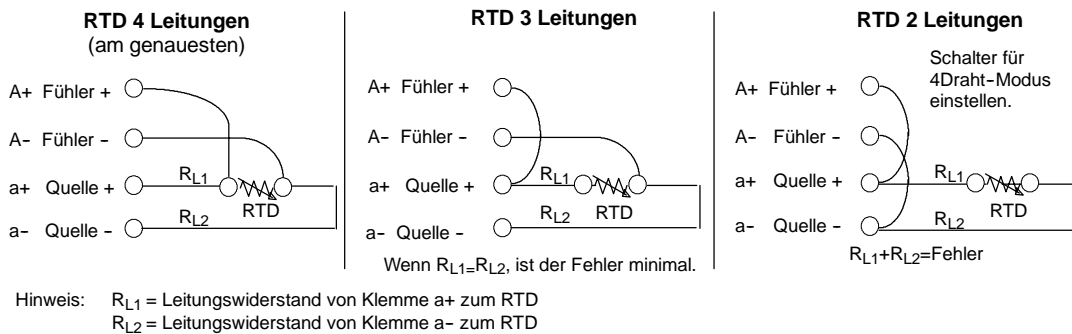 RTD 4 Leitungen
(am genauesten)
A+ Fühler +
A- Fühler -
a+ Quelle +
a- Quelle -
RL1
RTD
RL2
RTD 3 Leitungen
A+ Fühler +
A- Fühler -
a+ Quelle +
a- Quelle -
RL1
RTD
RL2
Wenn RL1=RL2, ist der Fehler minimal.
RTD 2 Leitungen
Schalter für
4Draht-Modus
einstellen.
A+ Fühler +
A- Fühler -
a+ Quelle +
a- Quelle -
RL1
RTD
RL2
RL1+RL2=Fehler
Hinweis: RL1 = Leitungswiderstand von Klemme a+ zum RTD
RL2 = Leitungswiderstand von Klemme a- zum RTD